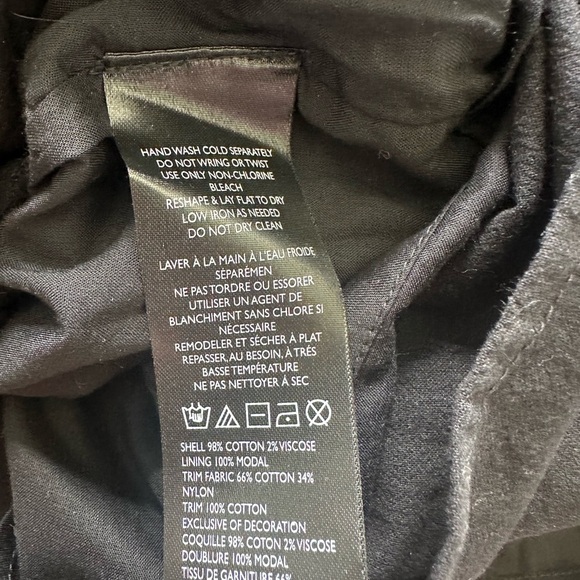 HAND WASH COLD SEPARATELY
DO NOT WRING OR TWIST
USE ONLY NON-CHLORINE
BLEACH
RESHAPE & LAY FLAT TO DRY
LOW IRON AS NEEDED
DO NOT DRY CLEAN
LAVER À LA MAIN À L'EAU FROIDE
SÉPARÉMEN
NE PAS TORDRE OU ESSORER
UTILISER UN AGENT DE
BLANCHIMENT SANS CHLORE SI
NÉCESSAIRE
REMODELER ET SÉCHER À PLAT
REPASSER, AU BESOIN, À TRÈS
BASSE TEMPÉRATURE
NE PAS NETTOYER À SEC
SHELL 98% COTTON 2% VISCOSE
LINING 100% MODAL
TRIM FABRIC 66% COTTON 34%
NYLON
TRIM 100% COTTON
EXCLUSIVE OF DECORATION
COQUILLE 98% COTON 2% VISCOSE
DOUBLURE 100% MODAL
TISSU DE GARNITURE 66%